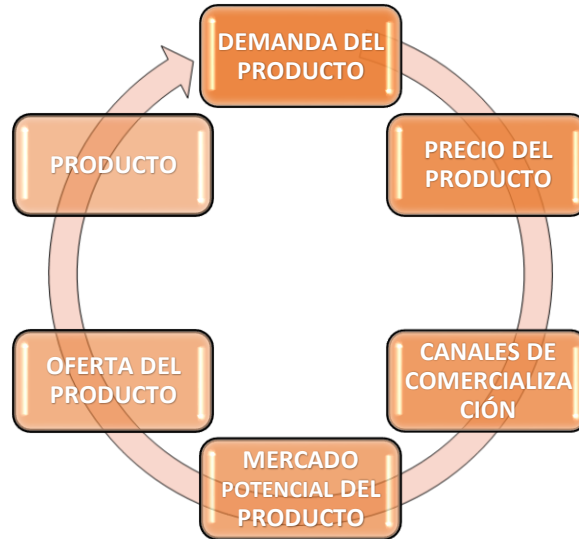 DEMANDA DEL
PRODUCTO
PRECIO DEL
PRODUCTO
CANALES DE
COMERCIALIZA
CIÓN
MERCADO
POTENCIAL DEL
PRODUCTO
OFERTA DEL
PRODUCTO
PRODUCTO